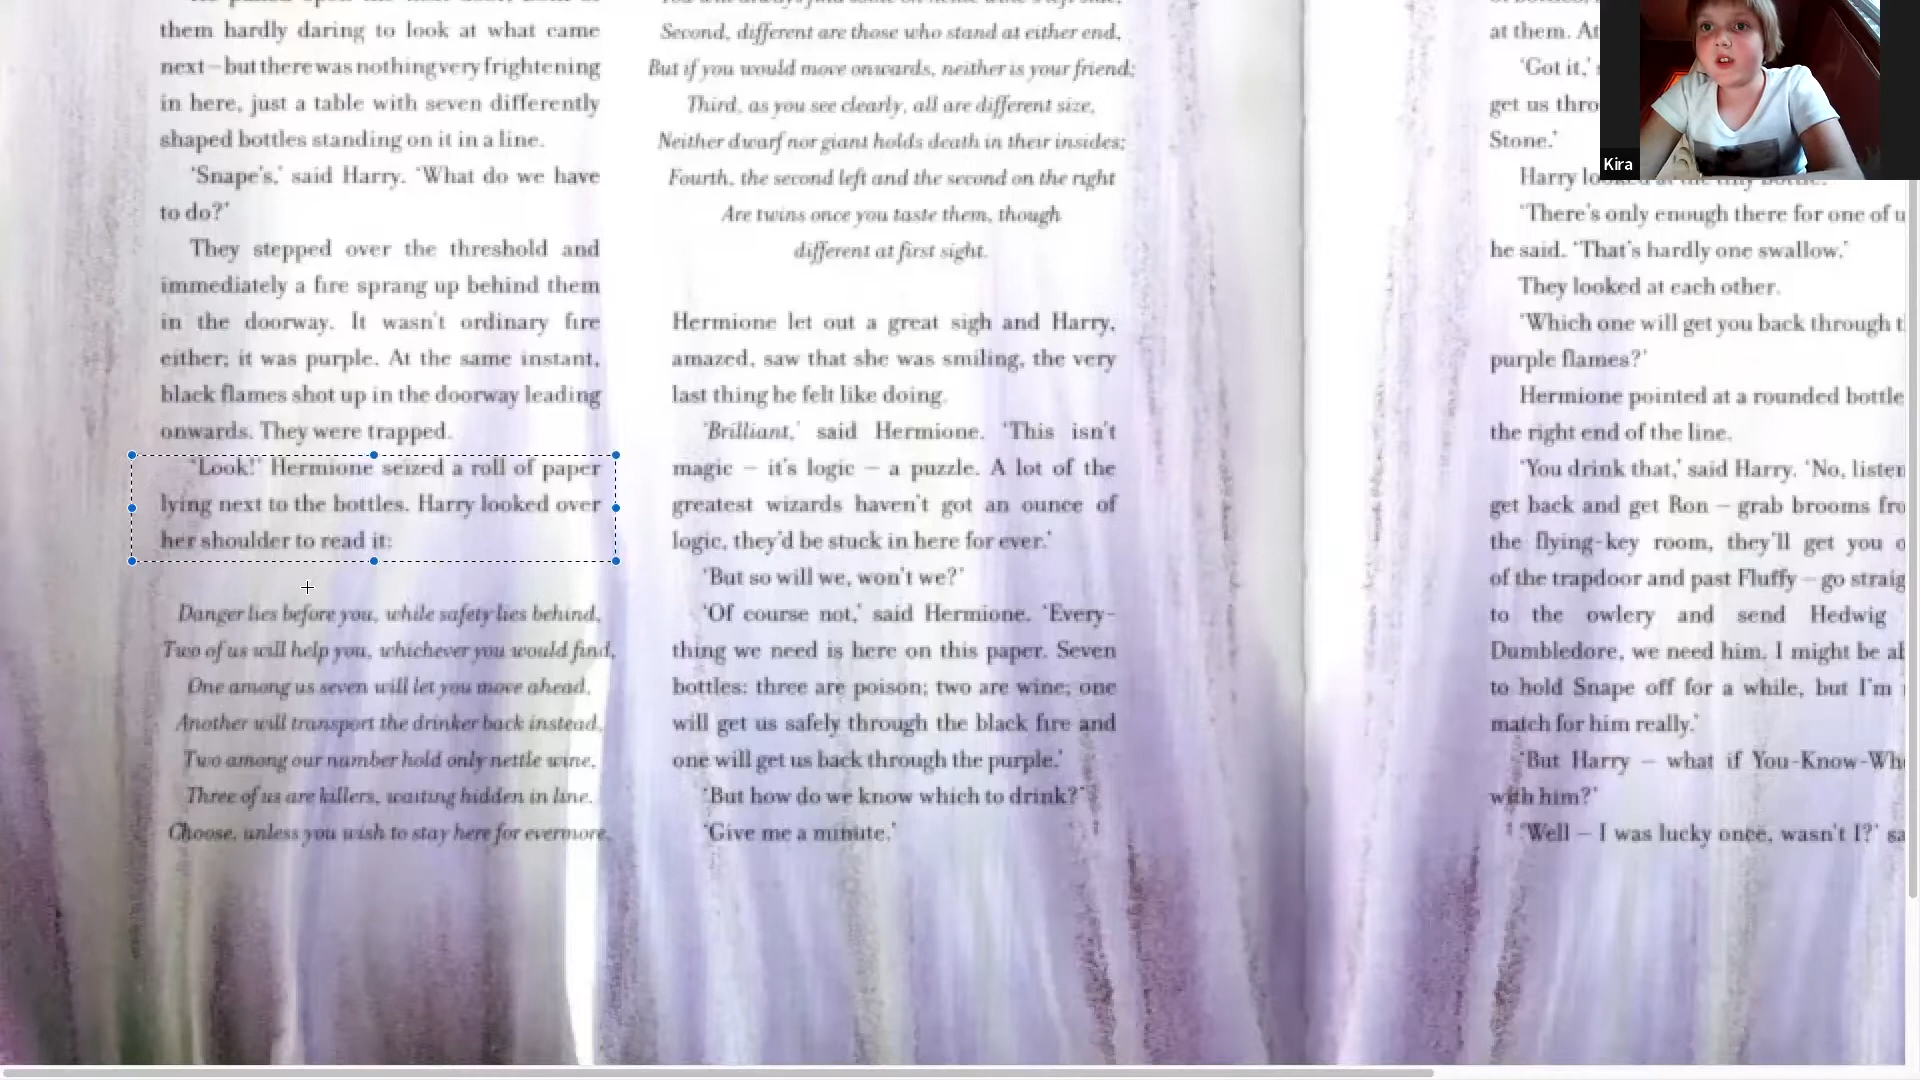 them hardly daring to look at what came
next – but there was nothing very frightening
in here, just a table with seven differently
shaped bottles standing on it in a line.
‘Snape’s,’ said Harry. ‘What do we have
to do?’
They stepped over the threshold and
immediately a fire sprang up behind them
in the doorway. It wasn’t ordinary fire
either; it was purple. At the same instant,
black flames shot up in the doorway leading
onwards. They were trapped.
‘Look!’ Hermione seized a roll of paper
lying next to the bottles. Harry looked over
her shoulder to read it:
Danger lies before you, while safety lies behind,
Two of us will help you, whichever you would find,
One among us seven will let you move ahead,
Another will transport the drinker back instead,
Two among our number hold only nettle wine,
Three of us are killers, waiting hidden in line.
Choose, unless you wish to stay here for evermore,
Second, different are those who stand at either end,
But if you would move onwards, neither is your friend;
Third, as you see clearly, all are different size,
Neither dwarf nor giant holds death in their insides;
Fourth, the second left and the second on the right
Are twins once you taste them, though
different at first sight.
Hermione let out a great sigh and Harry,
amazed, saw that she was smiling, the very
last thing he felt like doing.
‘Brilliant,’ said Hermione. ‘This isn’t
magic – it’s logic – a puzzle. A lot of the
greatest wizards haven’t got an ounce of
logic, they’d be stuck in here for ever.’
‘But so will we, won’t we?’
‘Of course not,’ said Hermione. ‘Every-
thing we need is here on this paper. Seven
bottles: three are poison; two are wine; one
will get us safely through the black fire and
one will get us back through the purple.’
‘But how do we know which to drink?’
‘Give me a minute.’
at them. At
‘Got it,’
get us thro
Stone.’
Harry
‘There’s only enough there for one of u
he said. ‘That’s hardly one swallow.’
They looked at each other.
‘Which one will get you back through t
purple flames?’
Hermione pointed at a rounded bottle
the right end of the line.
‘You drink that,’ said Harry. ‘No, listen
get back and get Ron – grab brooms fro
the flying-key room, they’ll get you o
of the trapdoor and past Fluffy – go straig
to the owlery and send Hedwig
Dumbledore, we need him. I might be ab
to hold Snape off for a while, but I’m
match for him really.’
‘But Harry – what if You-Know-Wh
with him?’
‘Well – I was lucky once, wasn’t I?’ sa
Kira